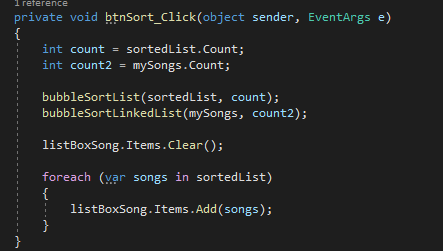 1 reference
private void btnSort_Click(object sender, EventArgs e)
{
int count = sortedList.Count;
int count2 = mySongs.Count;
bubbleSortList(sortedList, count);
bubbleSortLinkedList(mySongs, count2);
listBoxSong.Items.Clear();
foreach (var songs in sortedList)
{
listBoxSong.Items.Add(songs);
}
}